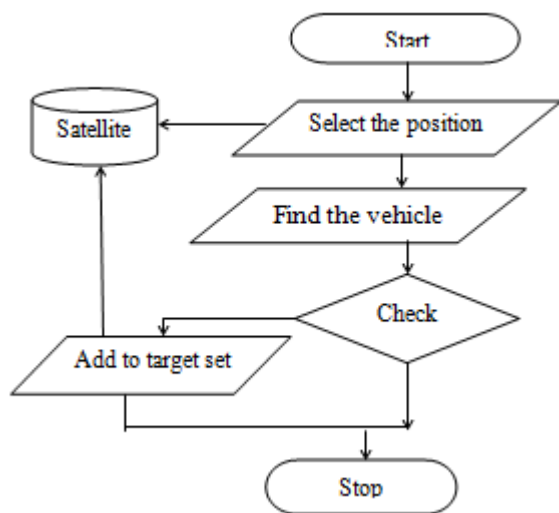 Start
Satellite
Select the position
Find the vehicle
Check
Add to target set
Stop